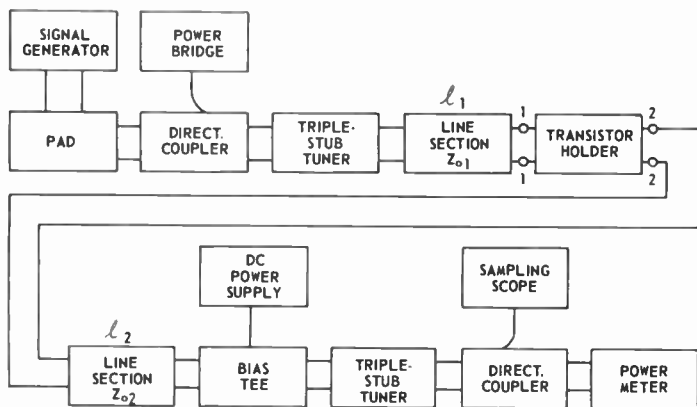 SIGNAL
GENERATOR
POWER
BRIDGE
PAD
DIRECT.
COUPLER
TRIPLE-
STUB
TUNER
ℓ1
LINE
SECTION
Zo1
1
1
TRANSISTOR
HOLDER
2
2
DC
POWER
SUPPLY
SAMPLING
SCOPE
ℓ2
LINE
SECTION
Zo2
BIAS
TEE
TRIPLE-
STUB
TUNER
DIRECT.
COUPLER
POWER
METER